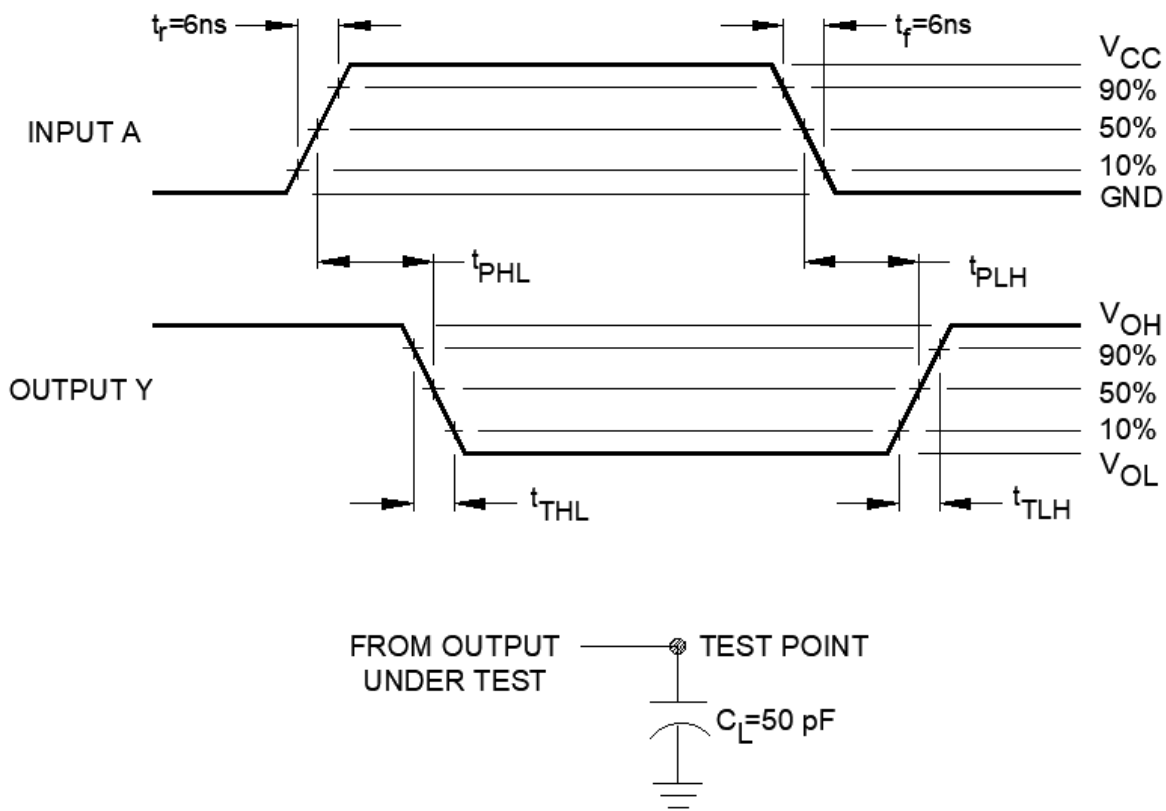 tr=6ns
tf=6ns
VCC
90%
INPUT A
50%
10%
GND
tPHL
tPLH
VOH
90%
OUTPUT Y
50%
10%
VOL
tTHL
tTLH
FROM OUTPUT
UNDER TEST
TEST POINT
CL=50 pF